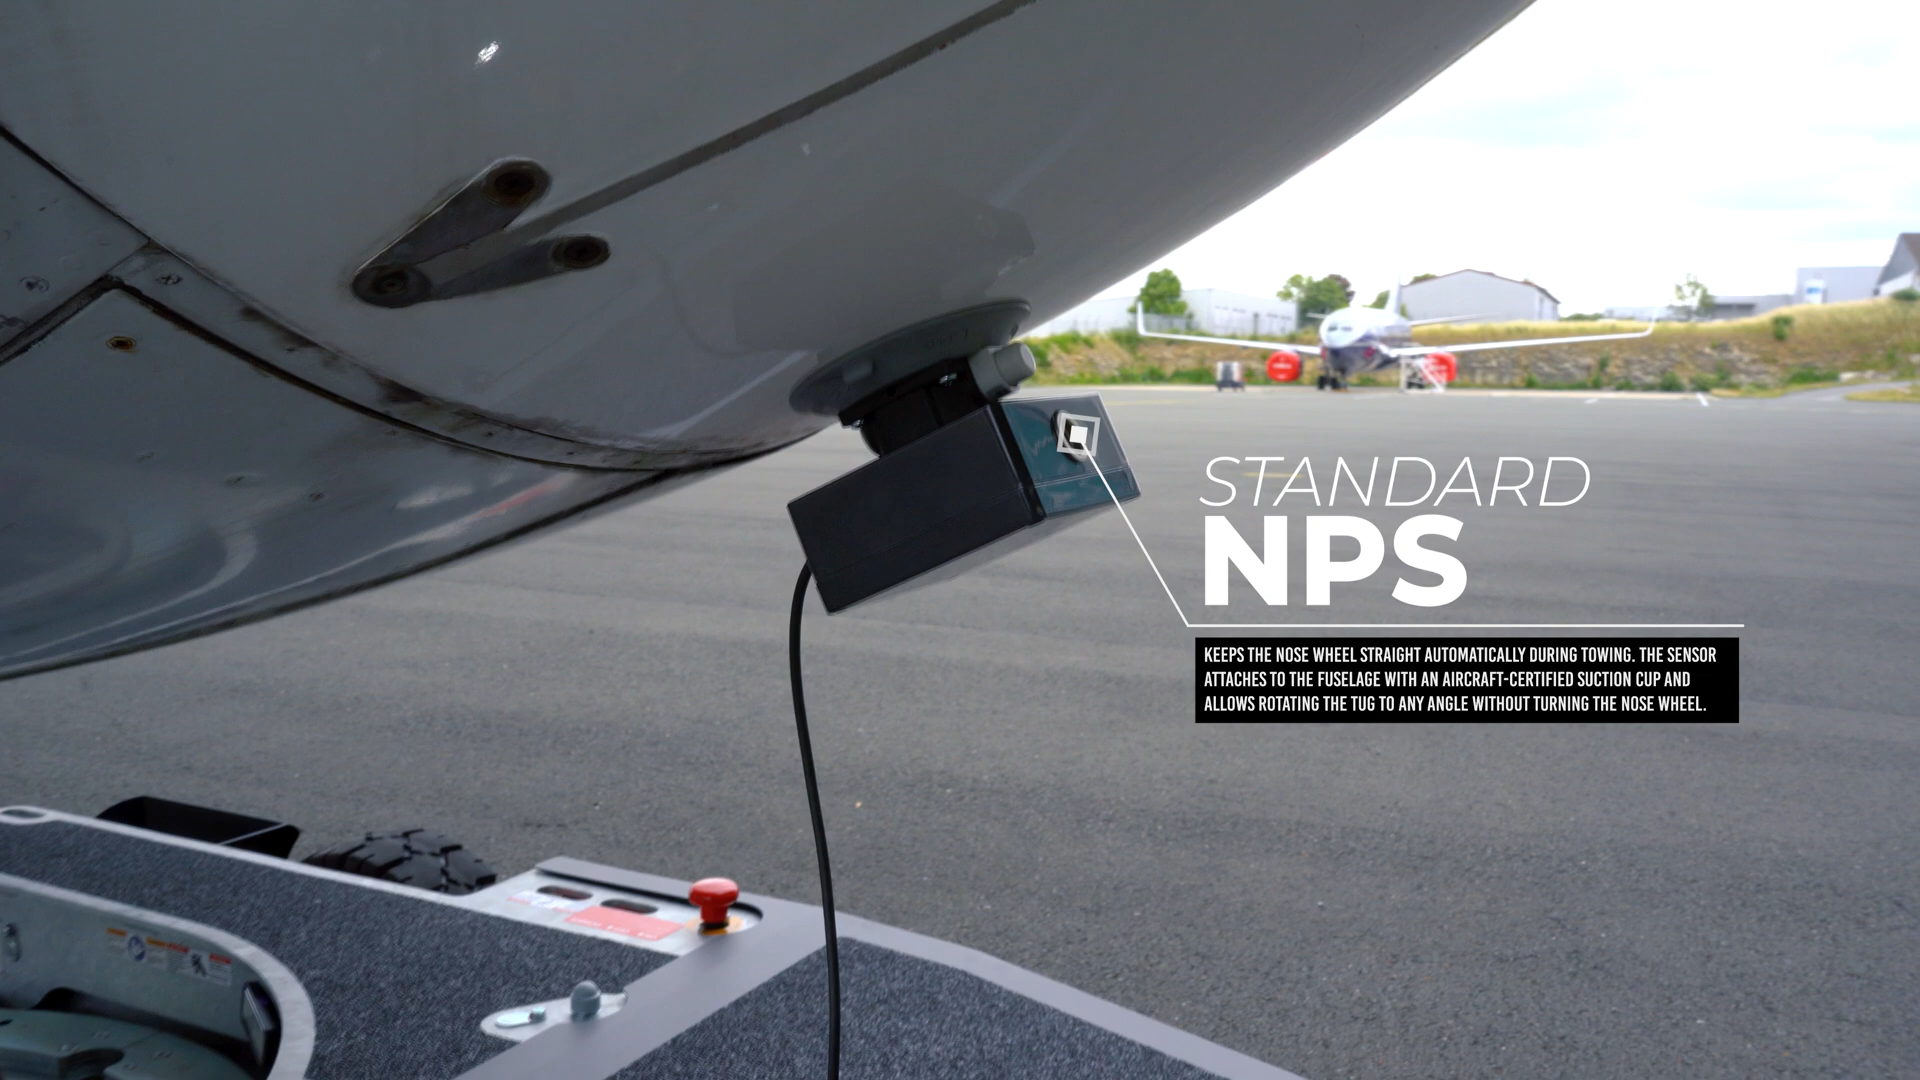 STANDARD
NPS
KEEPS THE NOSE WHEEL STRAIGHT AUTOMATICALLY DURING TOWING. THE SENSOR
ATTACHES TO THE FUSELAGE WITH AN AIRCRAFT-CERTIFIED SUCTION CUP AND
ALLOWS ROTATING THE TUG TO ANY ANGLE WITHOUT TURNING THE NOSE WHEEL.